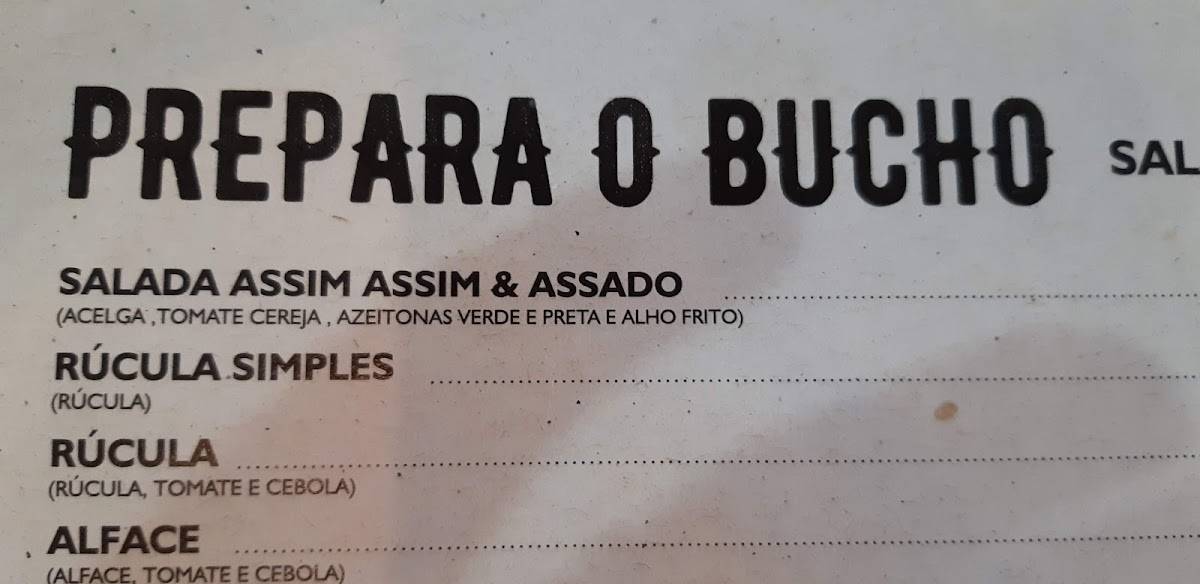 PREPARA O BUCHO
SAL
SALADA ASSIM ASSIM & ASSADO
(ACELGA ,TOMATE CEREJA , AZEITONAS VERDE E PRETA E ALHO FRITO)
RÚCULA SIMPLES
(RÚCULA)
RÚCULA
(RÚCULA, TOMATE E CEBOLA)
ALFACE
(ALFACE, TOMATE E CEBOLA)